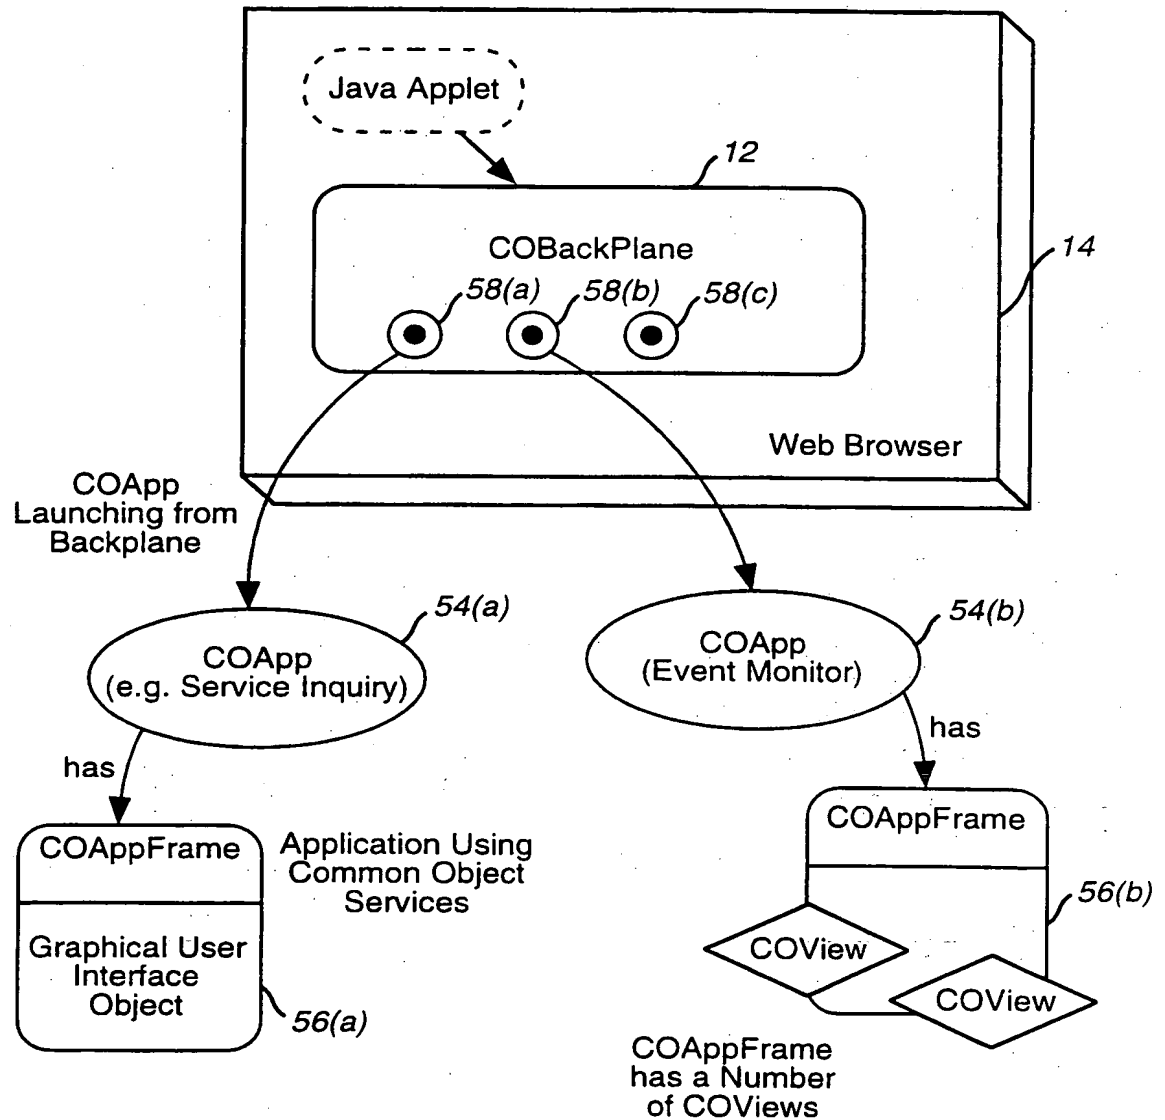 Java Applet
12
COBackPlane
14
58(a)
58(b)
58(c)
Web Browser
COApp
Launching from
Backplane
54(a)
COApp
(e.g. Service Inquiry)
54(b)
COApp
(Event Monitor)
has
has
COAppFrame
Application Using
Common Object
Services
Graphical User
Interface
Object
56(a)
COAppFrame
56(b)
COView
COView
COAppFrame
has a Number
of COViews